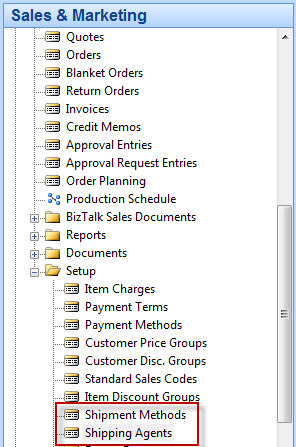 Sales & Marketing
Quotes
Orders
Blanket Orders
Return Orders
Invoices
Credit Memos
Approval Entries
Approval Request Entries
Order Planning
Production Schedule
BizTalk Sales Documents
Reports
Documents
Setup
Item Charges
Payment Terms
Payment Methods
Customer Price Groups
Customer Disc. Groups
Standard Sales Codes
Item Discount Groups
Shipment Methods
Shipping Agents